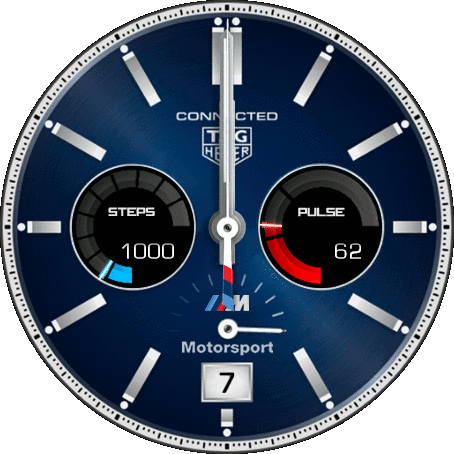 CONNECTED
TAG
HEUER
STEPS
1000
PULSE
62
M
Motorsport
7